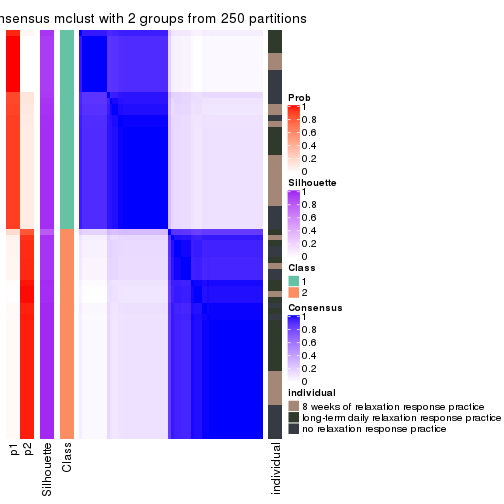 nsensus mclust with 2 groups from 250 partitions
Prob
1
0.8
0.6
0.4
0.2
0
Silhouette
1
0.8
0.6
0.4
0.2
0
Class
1
2
Consensus
1
0.8
0.6
0.4
0.2
0
individual
8 weeks of relaxation response practice
long-term daily relaxation response practice
no relaxation response practice
p1
p2
Silhouette
Class
individual